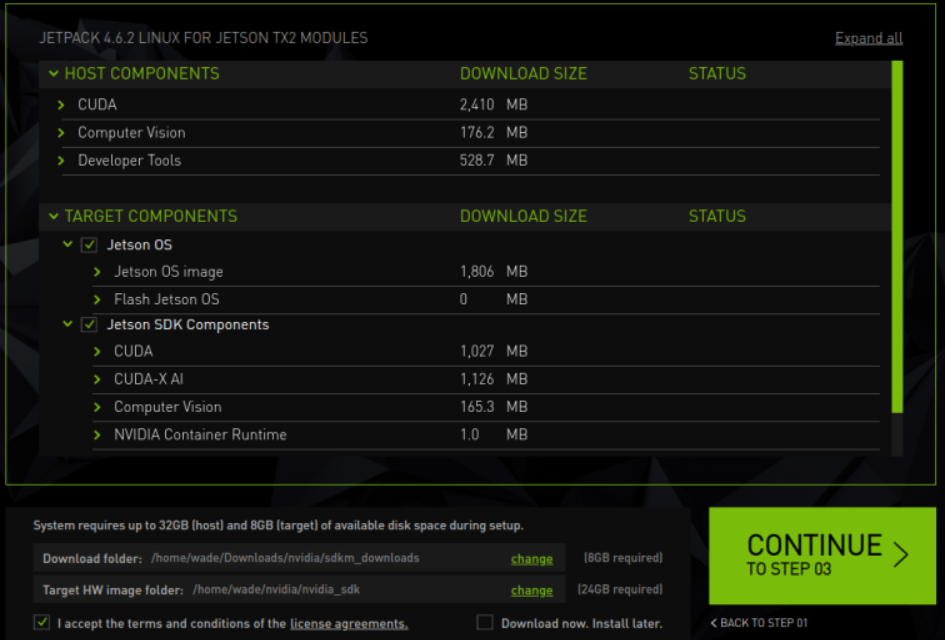 JETPACK 4.6.2 LINUX FOR JETSON TX2 MODULES Expand all
HOST COMPONENTS DOWNLOAD SIZE STATUS
CUDA 2,410 MB
Computer Vision 176.2 MB
Developer Tools 528.7 MB
TARGET COMPONENTS DOWNLOAD SIZE STATUS
Jetson OS
Jetson OS image 1,806 MB
Flash Jetson OS 0 MB
Jetson SDK Components
CUDA 1,027 MB
CUDA-X AI 1,126 MB
Computer Vision 165.3 MB
NVIDIA Container Runtime 1.0 MB
System requires up to 32GB (host) and 8GB (target) of available disk space during setup.
Download folder: /home/wade/Downloads/nvidia/sdkm_downloads change (8GB required)
Target HW image folder: /home/wade/nvidia/nvidia_sdk change (24GB required)
I accept the terms and conditions of the license agreements. Download now. Install later.
CONTINUE
TO STEP 03
< BACK TO STEP 01